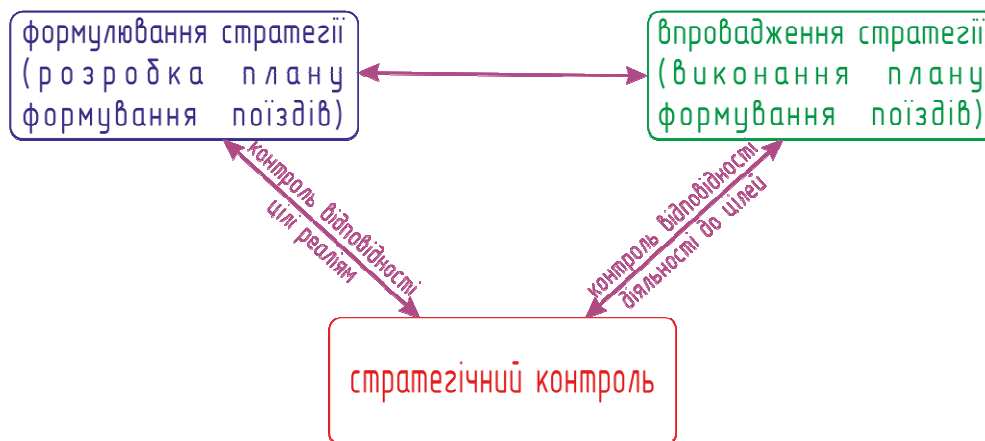 формулювання стратегії
(розробка плану
формування поїздів)
впровадження стратегії
(виконання плану
формування поїздів)
контроль відповідності
цілі реаліям
контроль відповідності
діяльності до цілей
стратегічний контроль